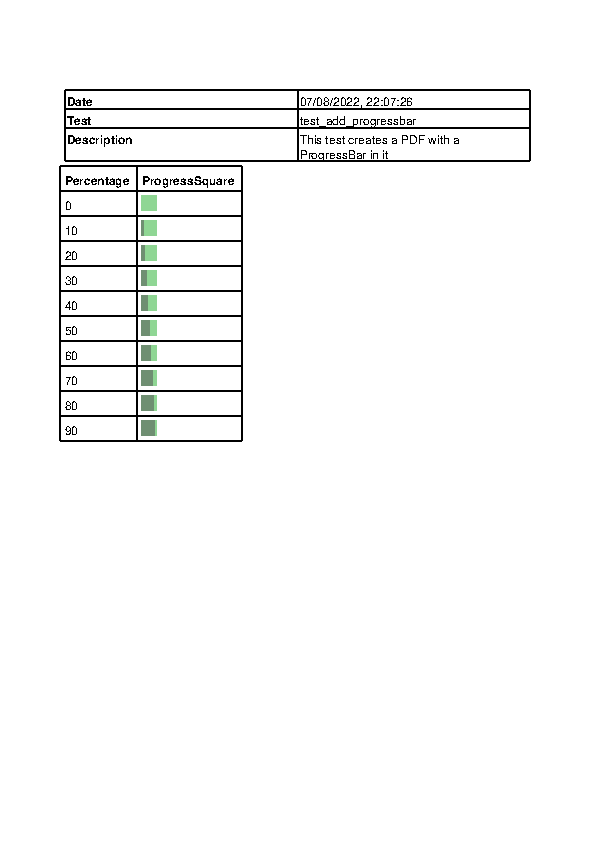 Date 07/08/2022, 22:07:26
Test test_add_progressbar
Description This test creates a PDF with a
ProgressBar in it
Percentage ProgressSquare
0
10
20
30
40
50
60
70
80
90